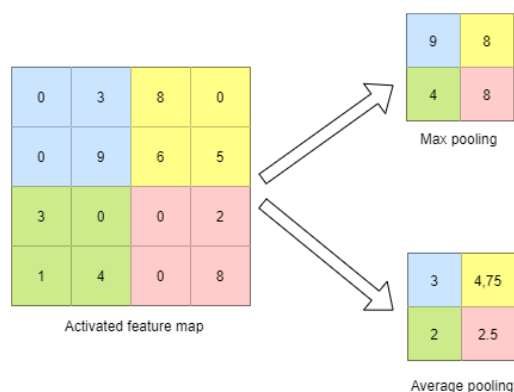 0 3 8 0
0 9 6 5
3 0 0 2
1 4 0 8
Activated feature map
9 8
4 8
Max pooling
3 4,75
2 2.5
Average pooling